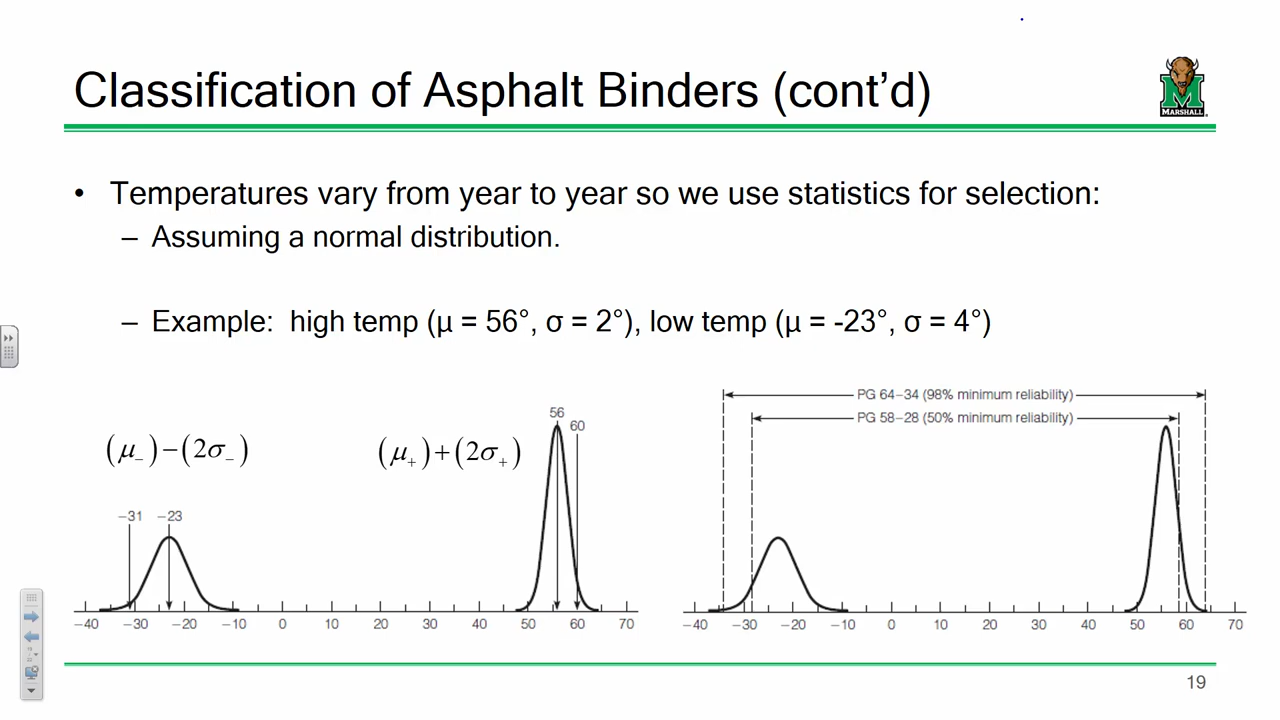 Classification of Asphalt Binders (cont’d)
MARSHALL
• Temperatures vary from year to year so we use statistics for selection:
– Assuming a normal distribution.
– Example: high temp (μ = 56°, σ = 2°), low temp (μ = -23°, σ = 4°)
(μ₋)−(2σ₋)
(μ₊)+(2σ₊)
56
60
−31 −23
−40 −30 −20 −10 0 10 20 30 40 50 60 70
PG 64−34 (98% minimum reliability)
PG 58−28 (50% minimum reliability)
−40 −30 −20 −10 0 10 20 30 40 50 60 70
19